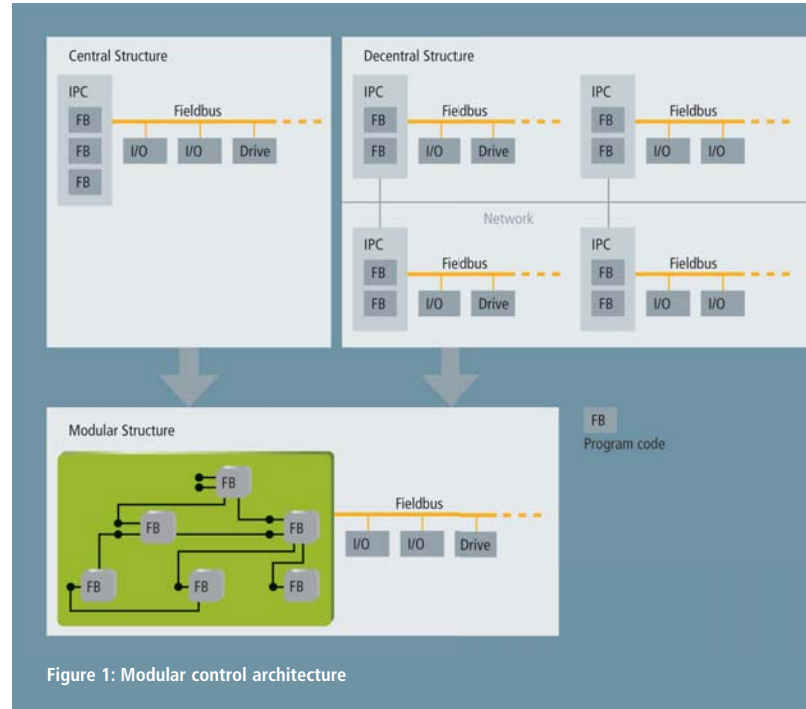 Central Structure
IPC
Fieldbus
FB
FB
I/O
I/O
Drive
FB
Decentral Structure
IPC
Fieldbus
FB
FB
I/O
Drive
IPC
Fieldbus
FB
FB
I/O
I/O
Network
IPC
Fieldbus
FB
FB
I/O
Drive
IPC
Fieldbus
FB
FB
I/O
I/O
Modular Structure
FB
FB
FB
FB
FB
FB
Fieldbus
I/O
I/O
Drive
FB
Program code
Figure 1: Modular control architecture